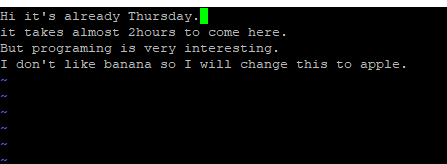 Hi it's already Thursday.
it takes almost 2hours to come here.
But programing is very interesting.
I don't like banana so I will change this to apple.
~
~
~
~
~
~